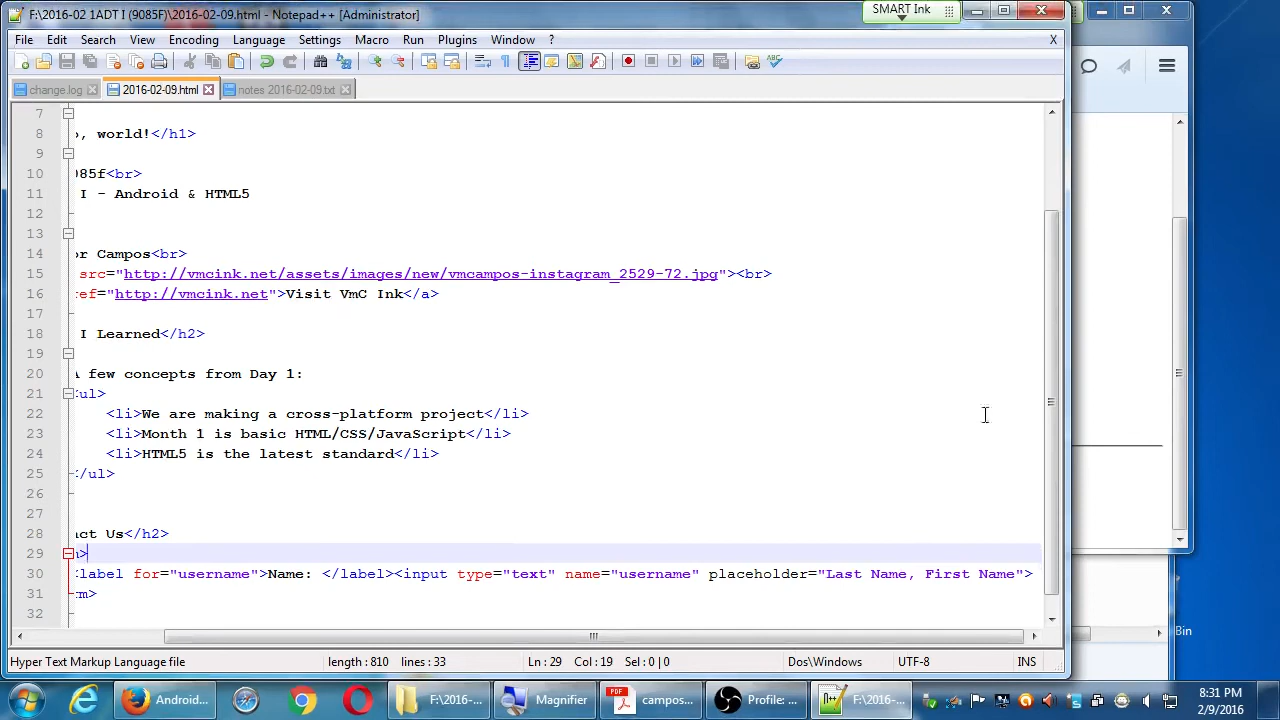 F:\2016-02 1ADT I (9085F)\2016-02-09.html - Notepad++ [Administrator]
SMART Ink
File Edit Search View Encoding Language Settings Macro Run Plugins Window ? X
change.log 2016-02-09.html notes 2016-02-09.txt
7
8 o, world!</h1>
9
10 085f<br>
11 I - Android & HTML5
12
13
14 or Campos<br>
15 src="http://vmcink.net/assets/images/new/vmcampos-instagram_2529-72.jpg"><br>
16 ref="http://vmcink.net">Visit VmC Ink</a>
17
18 I Learned</h2>
19
20 A few concepts from Day 1:
21 <ul>
22 <li>We are making a cross-platform project</li>
23 <li>Month 1 is basic HTML/CSS/JavaScript</li>
24 <li>HTML5 is the latest standard</li>
25 </ul>
26
27
28 act Us</h2>
29 m>
30 <label for="username">Name: </label><input type="text" name="username" placeholder="Last Name, First Name">
31 rm>
32
Bin
Hyper Text Markup Language file length : 810 lines : 33 Ln : 29 Col : 19 Sel : 0 | 0 Dos\Windows UTF-8 INS
Android... F:\2016-... Magnifier campos... Profile: ... F:\2016-...
8:31 PM
2/9/2016